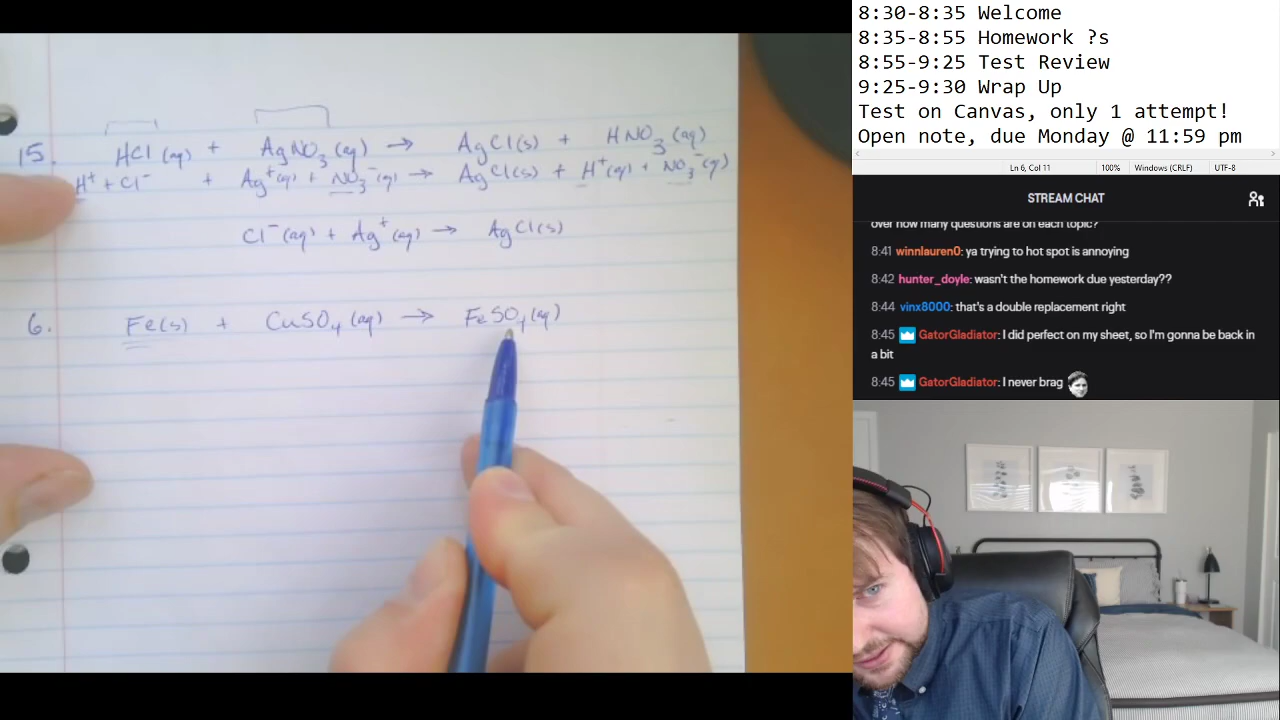 15. HCl (aq) + AgNO₃ (aq) → AgCl(s) + HNO₃ (aq)
H⁺ + Cl⁻ + Ag⁺(aq) NO₃⁻(aq) → AgCl(s) + H⁺(aq) + NO₃⁻(aq)
Cl⁻(aq) + Ag⁺(aq) → AgCl(s)
6. Fe(s) + CuSO₄ (aq) → FeSO₄(aq)
8:30-8:35 Welcome
8:35-8:55 Homework ?s
8:55-9:25 Test Review
9:25-9:30 Wrap Up
Test on Canvas, only 1 attempt!
Open note, due Monday @ 11:59 pm
Ln 6, Col 11 100% Windows (CRLF) UTF-8
STREAM CHAT
over how many questions are on each topic?
8:41 winnlauren0: ya trying to hot spot is annoying
8:42 hunter_doyle: wasn't the homework due yesterday??
8:44 vinx8000: that's a double replacement right
8:45 GatorGladiator: I did perfect on my sheet, so I'm gonna be back in
a bit
8:45 GatorGladiator: I never brag